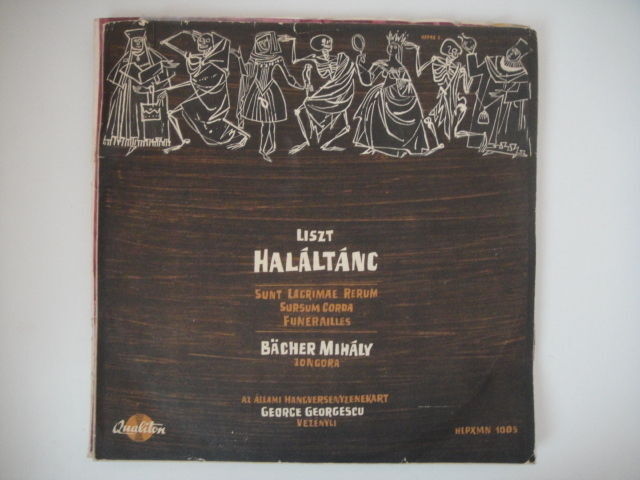 LISZT
HALÁLTÁNC
SUNT LACRIMAE RERUM
SURSUM CORDA
FUNERAILLES
BÄCHER MIHÁLY
ZONGORA
AZ ÁLLAMI HANGVERSENYZENEKART
GEORGE GEORGESCU
VEZÉNYLI
Qualiton
HLPXMN 1005